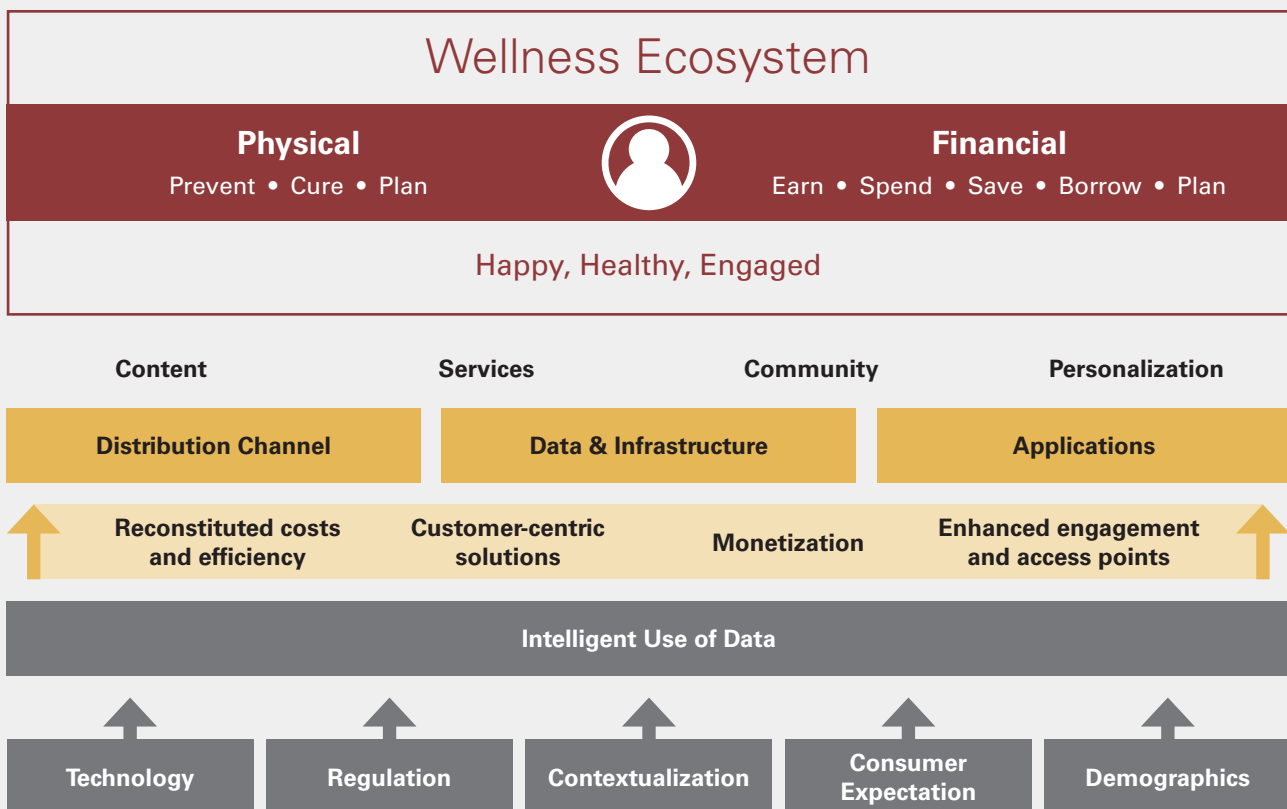 Wellness Ecosystem
Physical
Prevent • Cure • Plan
Financial
Earn • Spend • Save • Borrow • Plan
Happy, Healthy, Engaged
Content
Services
Community
Personalization
Distribution Channel
Data & Infrastructure
Applications
Reconstituted costs
and efficiency
Customer-centric
solutions
Monetization
Enhanced engagement
and access points
Intelligent Use of Data
Technology
Regulation
Contextualization
Consumer
Expectation
Demographics